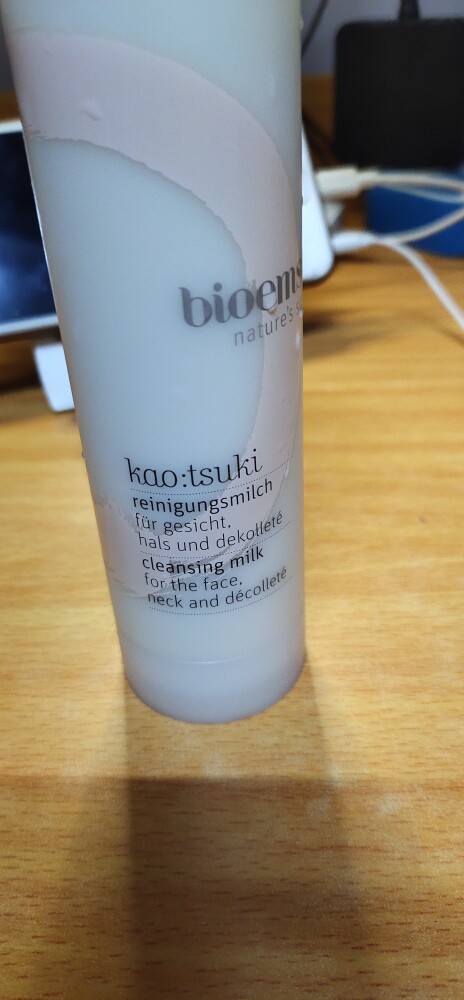 bioems
nature's
kao:tsuki
reinigungsmilch
für gesicht,
hals und dekolleté
cleansing milk
for the face,
neck and décolleté